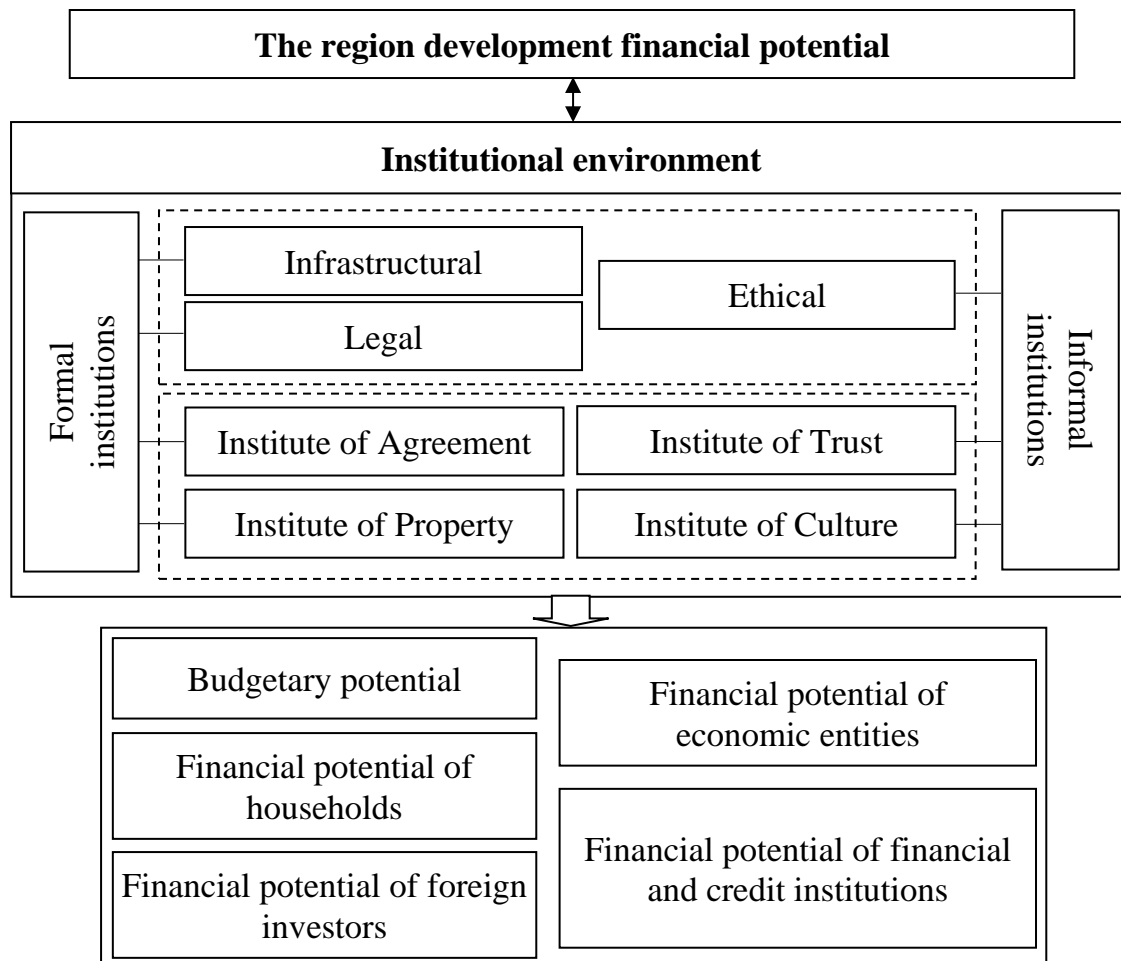 The region development financial potential
Institutional environment
Formal
institutions
Infrastructural
Legal
Ethical
Institute of Agreement
Institute of Property
Institute of Trust
Institute of Culture
Informal
institutions
Budgetary potential
Financial potential of
households
Financial potential of foreign
investors
Financial potential of
economic entities
Financial potential of financial
and credit institutions